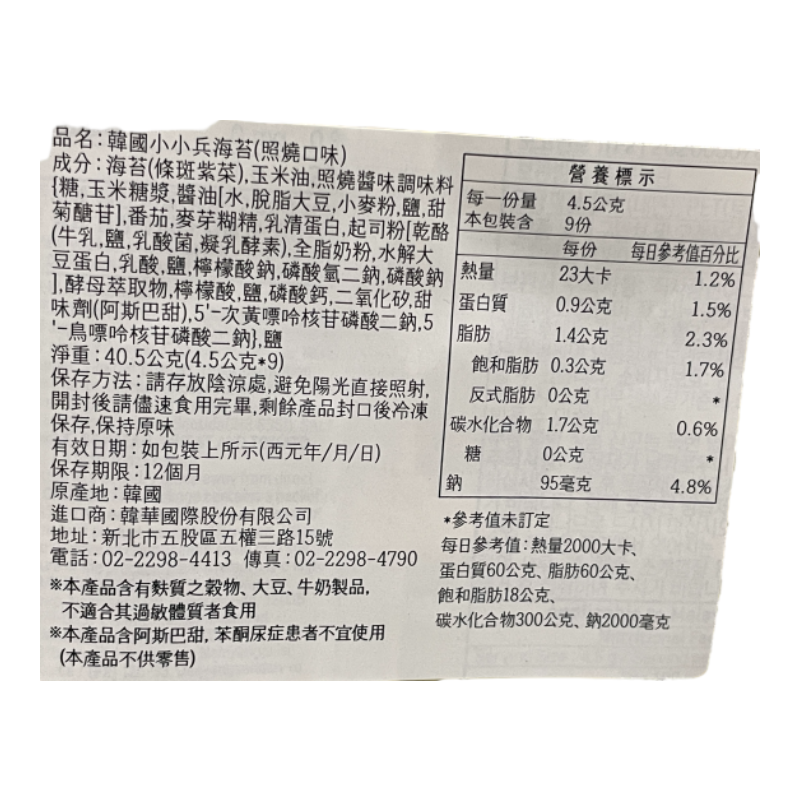 品名:韓國小小兵海苔(照燒口味)
成分:海苔(條斑紫菜),玉米油,照燒醬味調味料
{糖,玉米糖漿,醬油[水,脫脂大豆,小麥粉,鹽,甜
菊醣苷],番茄,麥芽糊精,乳清蛋白,起司粉[乾酪
(牛乳,鹽,乳酸菌,凝乳酵素),全脂奶粉,水解大
豆蛋白,乳酸,鹽,檸檬酸鈉,磷酸氫二鈉,磷酸鈉
],酵母萃取物,檸檬酸,鹽,磷酸鈣,二氧化矽,甜
味劑(阿斯巴甜),5'-次黃嘌呤核苷磷酸二鈉,5
'-鳥嘌呤核苷磷酸二鈉},鹽
淨重:40.5公克(4.5公克*9)
保存方法:請存放陰涼處,避免陽光直接照射,
開封後請儘速食用完畢,剩餘產品封口後冷凍
保存,保持原味
有效日期:如包裝上所示(西元年/月/日)
保存期限:12個月
原產地:韓國
進口商:韓華國際股份有限公司
地址:新北市五股區五權三路15號
電話:02-2298-4413 傳真:02-2298-4790
※本產品含有麩質之穀物、大豆、牛奶製品,
不適合其過敏體質者食用
※本產品含阿斯巴甜, 苯酮尿症患者不宜使用
(本產品不供零售)
營養標示
每一份量 4.5公克
本包裝含 9份
每份 每日參考值百分比
熱量 23大卡 1.2%
蛋白質 0.9公克 1.5%
脂肪 1.4公克 2.3%
飽和脂肪 0.3公克 1.7%
反式脂肪 0公克 *
碳水化合物 1.7公克 0.6%
糖 0公克 *
鈉 95毫克 4.8%
*參考值未訂定
每日參考值:熱量2000大卡、
蛋白質60公克、脂肪60公克、
飽和脂肪18公克、
碳水化合物300公克、鈉2000毫克